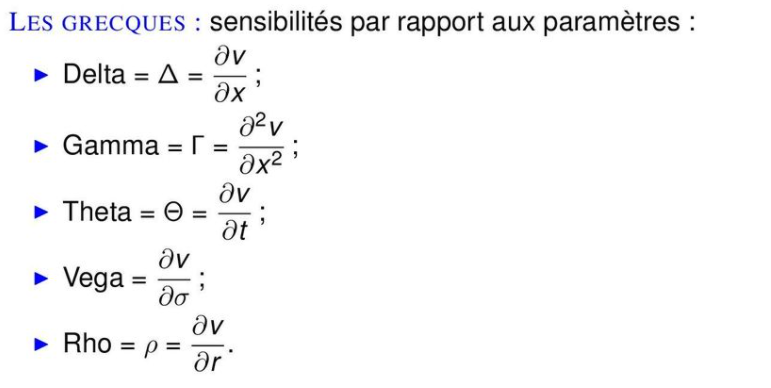 LES GRECQUES : sensibilités par rapport aux paramètres :
▶ Delta = Δ = ∂v/∂x ;
▶ Gamma = Γ = ∂²v/∂x² ;
▶ Theta = Θ = ∂v/∂t ;
▶ Vega = ∂v/∂σ ;
▶ Rho = ρ = ∂v/∂r.